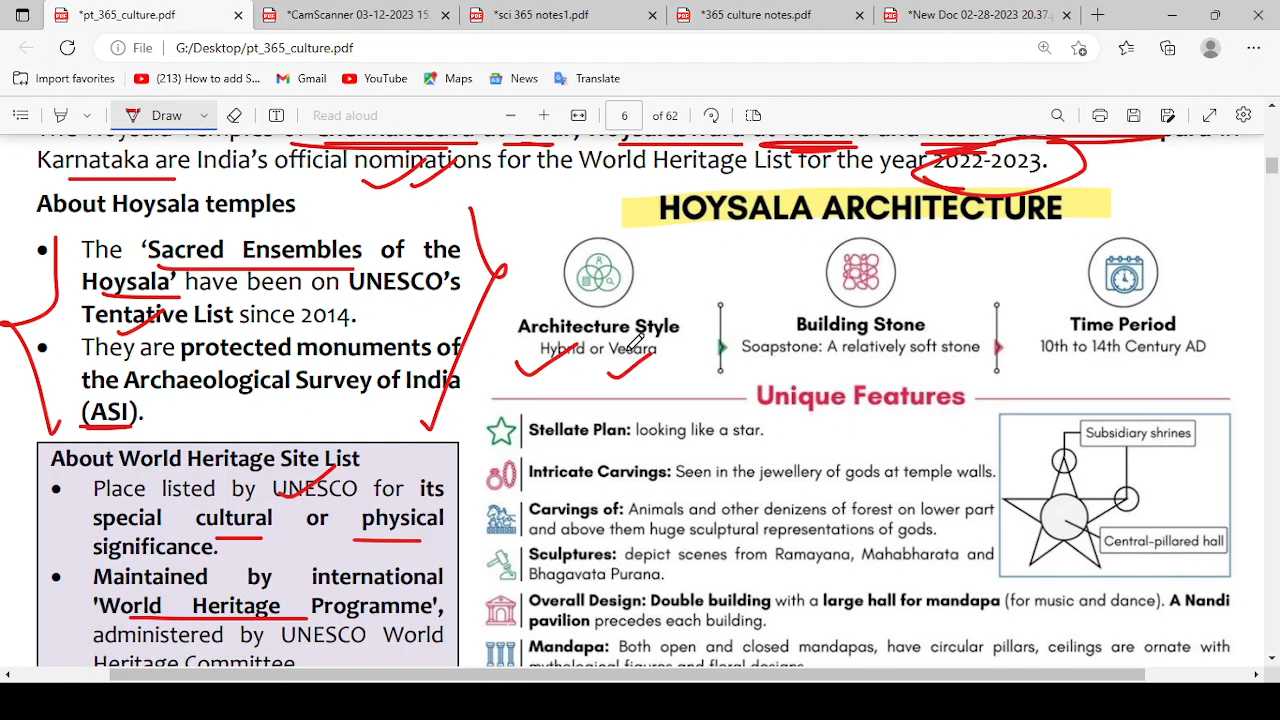 *pt_365_culture.pdf
*CamScanner 03-12-2023 15.
*sci 365 notes1.pdf
*365 culture notes.pdf
*New Doc 02-28-2023 20.37.p
File G:/Desktop/pt_365_culture.pdf
Import favorites (213) How to add S... Gmail YouTube Maps News Translate
Draw Read aloud 6 of 62
Karnataka are India's official nominations for the World Heritage List for the year 2022-2023.
About Hoysala temples
• The 'Sacred Ensembles of the
Hoysala' have been on UNESCO's
Tentative List since 2014.
• They are protected monuments of
the Archaeological Survey of India
(ASI).
About World Heritage Site List
• Place listed by UNESCO for its
special cultural or physical
significance.
• Maintained by international
'World Heritage Programme',
administered by UNESCO World
Heritage Committee
HOYSALA ARCHITECTURE
Architecture Style
Hybrid or Vesara
Building Stone
Soapstone: A relatively soft stone
Time Period
10th to 14th Century AD
Unique Features
Stellate Plan: looking like a star.
Intricate Carvings: Seen in the jewellery of gods at temple walls.
Carvings of: Animals and other denizens of forest on lower part
and above them huge sculptural representations of gods.
Sculptures: depict scenes from Ramayana, Mahabharata and
Bhagavata Purana.
Subsidiary shrines
Central-pillared hall
Overall Design: Double building with a large hall for mandapa (for music and dance). A Nandi
pavilion precedes each building.
Mandapa: Both open and closed mandapas, have circular pillars, ceilings are ornate with
mythological figures and floral designs